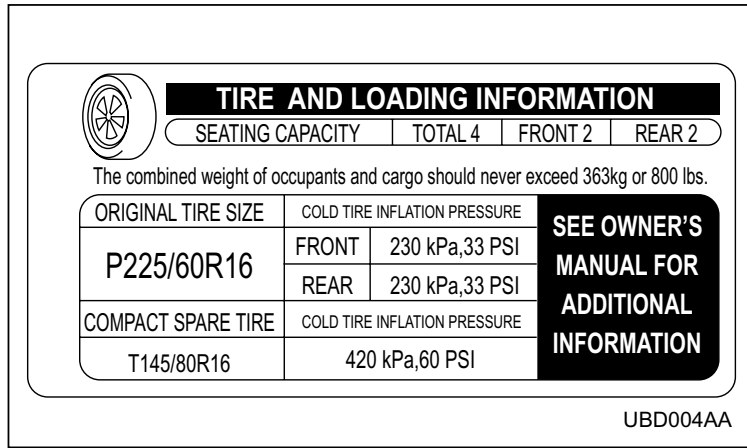 TIRE AND LOADING INFORMATION
SEATING CAPACITY TOTAL 4 FRONT 2 REAR 2
The combined weight of occupants and cargo should never exceed 363kg or 800 lbs.
ORIGINAL TIRE SIZE COLD TIRE INFLATION PRESSURE
P225/60R16 FRONT 230 kPa,33 PSI
REAR 230 kPa,33 PSI
COMPACT SPARE TIRE COLD TIRE INFLATION PRESSURE
T145/80R16 420 kPa,60 PSI
SEE OWNER'S
MANUAL FOR
ADDITIONAL
INFORMATION
UBD004AA